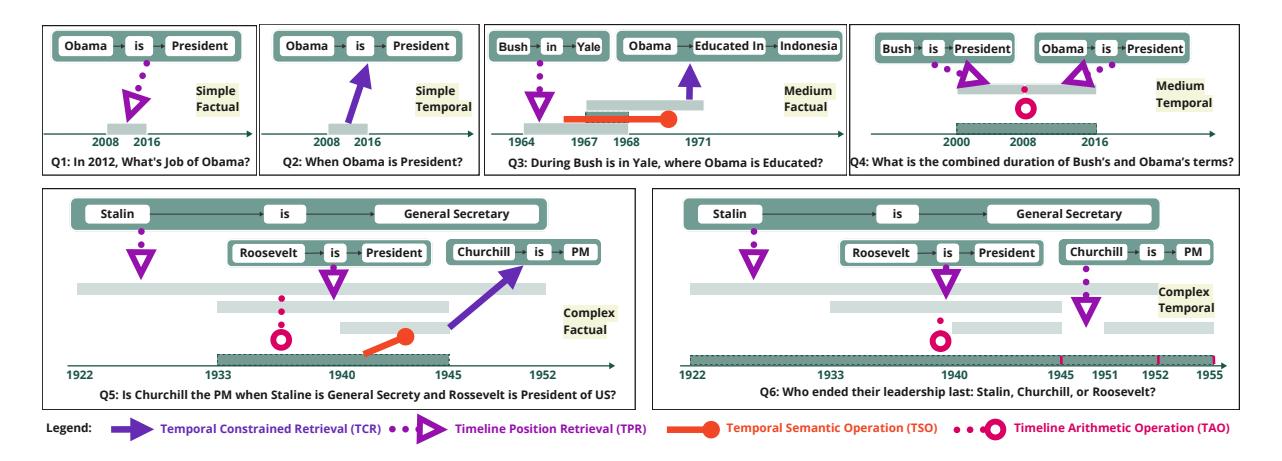 Obama is President
Simple
Factual
2008 2016
Q1: In 2012, What's Job of Obama?
Obama is President
Simple
Temporal
2008 2016
Q2: When Obama is President?
Bush in Yale
Obama Educated In Indonesia
Medium
Factual
1964 1967 1968 1971
Q3: During Bush is in Yale, where Obama is Educated?
Bush is President
Obama is President
Medium
Temporal
2000 2008 2016
Q4: What is the combined duration of Bush's and Obama's terms?
Stalin is General Secretary
Roosevelt is President
Churchill is PM
Complex
Factual
1922 1933 1940 1945 1952
Q5: Is Churchill the PM when Staline is General Secrety and Rossevelt is President of US?
Stalin is General Secretary
Roosevelt is President
Churchill is PM
Complex
Temporal
1922 1933 1940 1945 1951 1952 1955
Q6: Who ended their leadership last: Stalin, Churchill, or Roosevelt?
Legend: Temporal Constrained Retrieval (TCR) Timeline Position Retrieval (TPR) Temporal Semantic Operation (TSO) Timeline Arithmetic Operation (TAO)